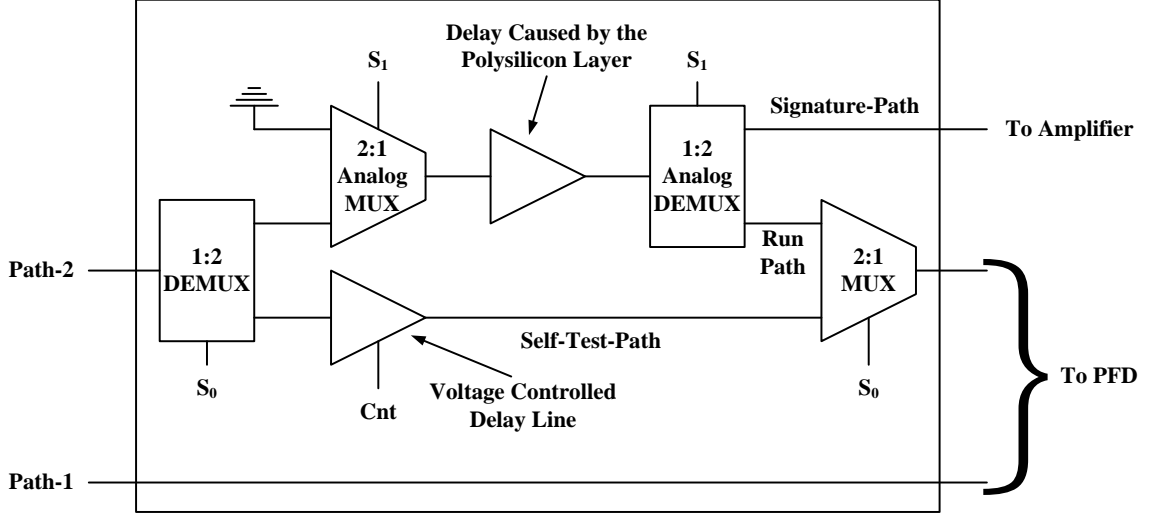 Delay Caused by the
Polysilicon Layer
S₁
S₁
Signature-Path
To Amplifier
2:1
Analog
MUX
1:2
Analog
DEMUX
Run
Path
1:2
DEMUX
2:1
MUX
Path-2
Self-Test-Path
S₀
Cnt
Voltage Controlled
Delay Line
S₀
To PFD
Path-1